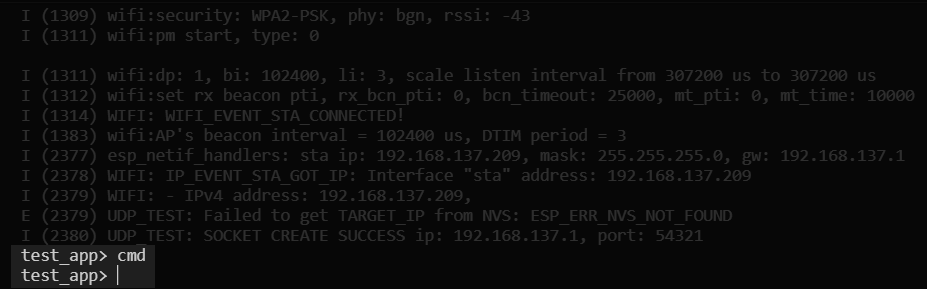 I (1309) wifi:security: WPA2-PSK, phy: bgn, rssi: -43
I (1311) wifi:pm start, type: 0
I (1311) wifi:dp: 1, bi: 102400, li: 3, scale listen interval from 307200 us to 307200 us
I (1312) wifi:set rx beacon pti, rx_bcn_pti: 0, bcn_timeout: 25000, mt_pti: 0, mt_time: 10000
I (1314) WIFI: WIFI_EVENT_STA_CONNECTED!
I (1383) wifi:AP's beacon interval = 102400 us, DTIM period = 3
I (2377) esp_netif_handlers: sta ip: 192.168.137.209, mask: 255.255.255.0, gw: 192.168.137.1
I (2378) WIFI: IP_EVENT_STA_GOT_IP: Interface "sta" address: 192.168.137.209
I (2379) WIFI: - IPv4 address: 192.168.137.209,
E (2379) UDP_TEST: Failed to get TARGET_IP from NVS: ESP_ERR_NVS_NOT_FOUND
I (2380) UDP_TEST: SOCKET CREATE SUCCESS ip: 192.168.137.1, port: 54321
test_app> cmd
test_app>